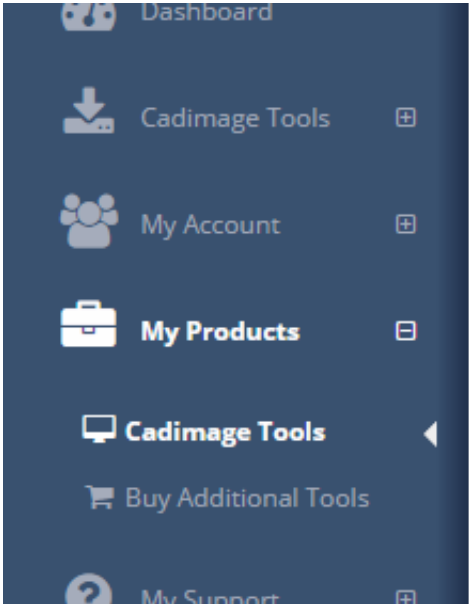 Dashboard
Cadimage Tools
My Account
My Products
Cadimage Tools
Buy Additional Tools
My Support